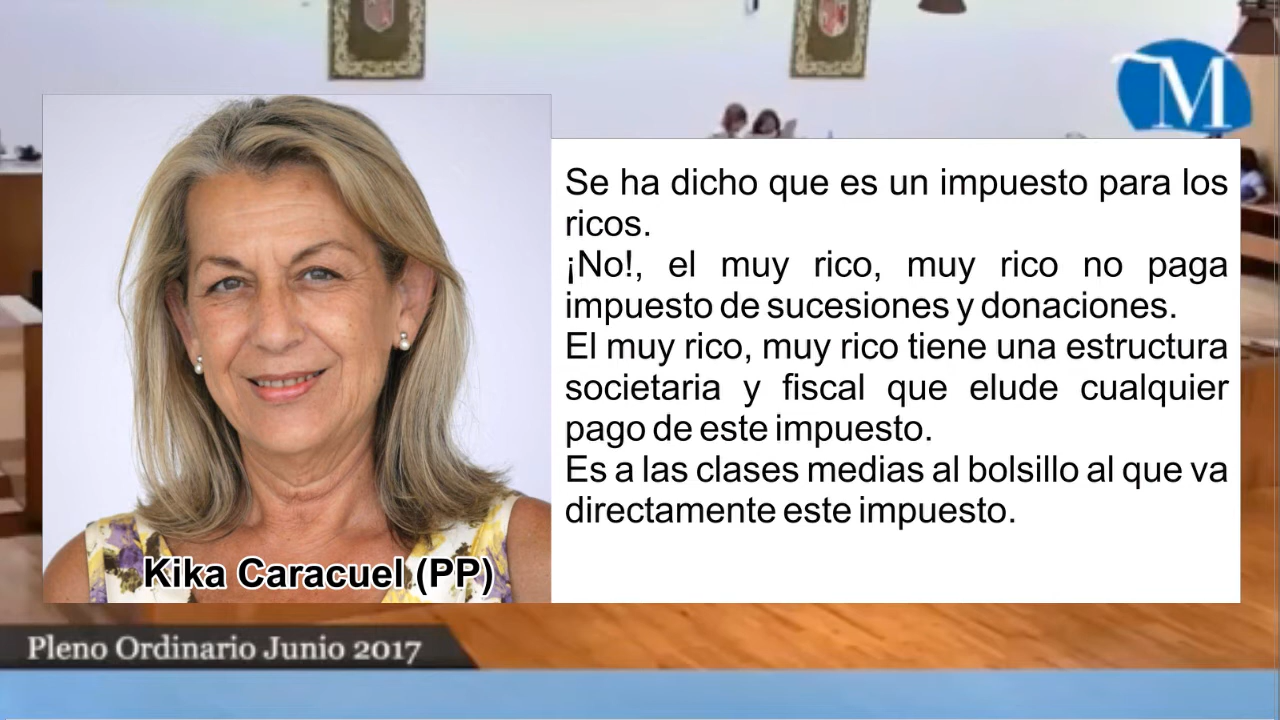 M
Se ha dicho que es un impuesto para los
ricos.
¡No!, el muy rico, muy rico no paga
impuesto de sucesiones y donaciones.
El muy rico, muy rico tiene una estructura
societaria y fiscal que elude cualquier
pago de este impuesto.
Es a las clases medias al bolsillo al que va
directamente este impuesto.
Kika Caracuel (PP)
Pleno Ordinario Junio 2017